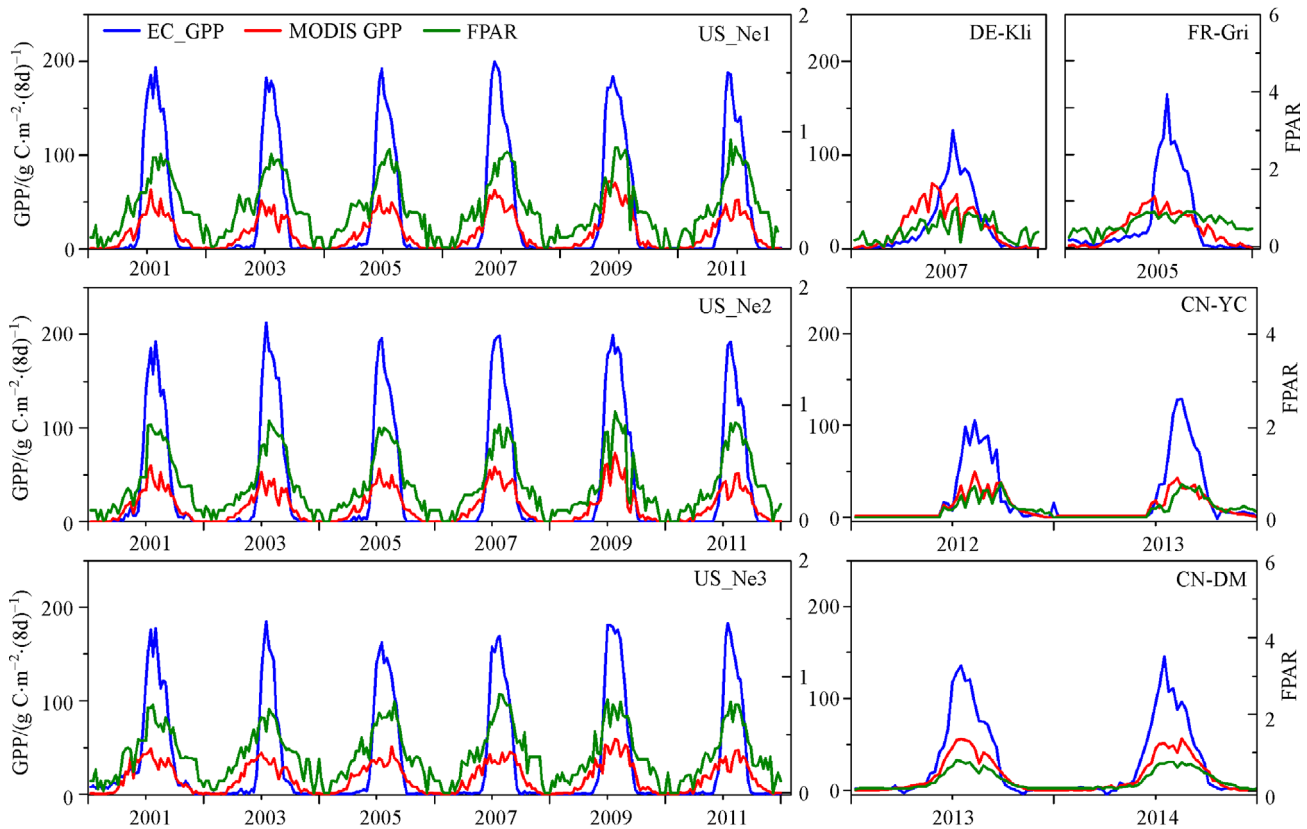 EC_GPP MODIS GPP FPAR US_Ne1
GPP/(g C·m⁻²·(8d)⁻¹)
200
100
0
2
1
0
2001 2003 2005 2007 2009 2011
DE-Kli
200
100
0
2007
FR-Gri
6
4
2
0
FPAR
2005
US_Ne2
GPP/(g C·m⁻²·(8d)⁻¹)
200
100
0
2
1
0
2001 2003 2005 2007 2009 2011
CN-YC
200
100
0
4
2
0
FPAR
2012 2013
US_Ne3
GPP/(g C·m⁻²·(8d)⁻¹)
200
100
0
2
1
0
2001 2003 2005 2007 2009 2011
CN-DM
200
100
0
6
4
2
0
FPAR
2013 2014